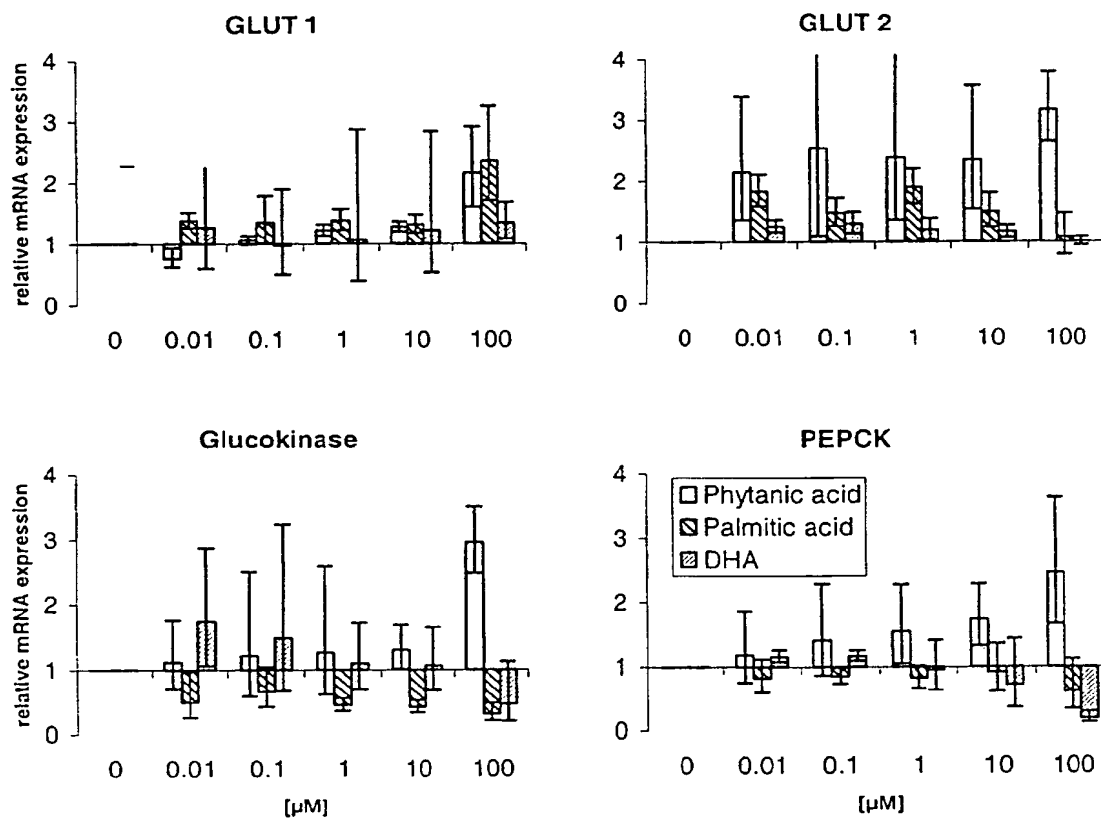 GLUT 1
relative mRNA expression
4
3
2
1
0
0 0.01 0.1 1 10 100
GLUT 2
4
3
2
1
0
0 0.01 0.1 1 10 100
Glucokinase
relative mRNA expression
4
3
2
1
0
0 0.01 0.1 1 10 100
[µM]
PEPCK
4
3
2
1
0
Phytanic acid
Palmitic acid
DHA
0 0.01 0.1 1 10 100
[µM]